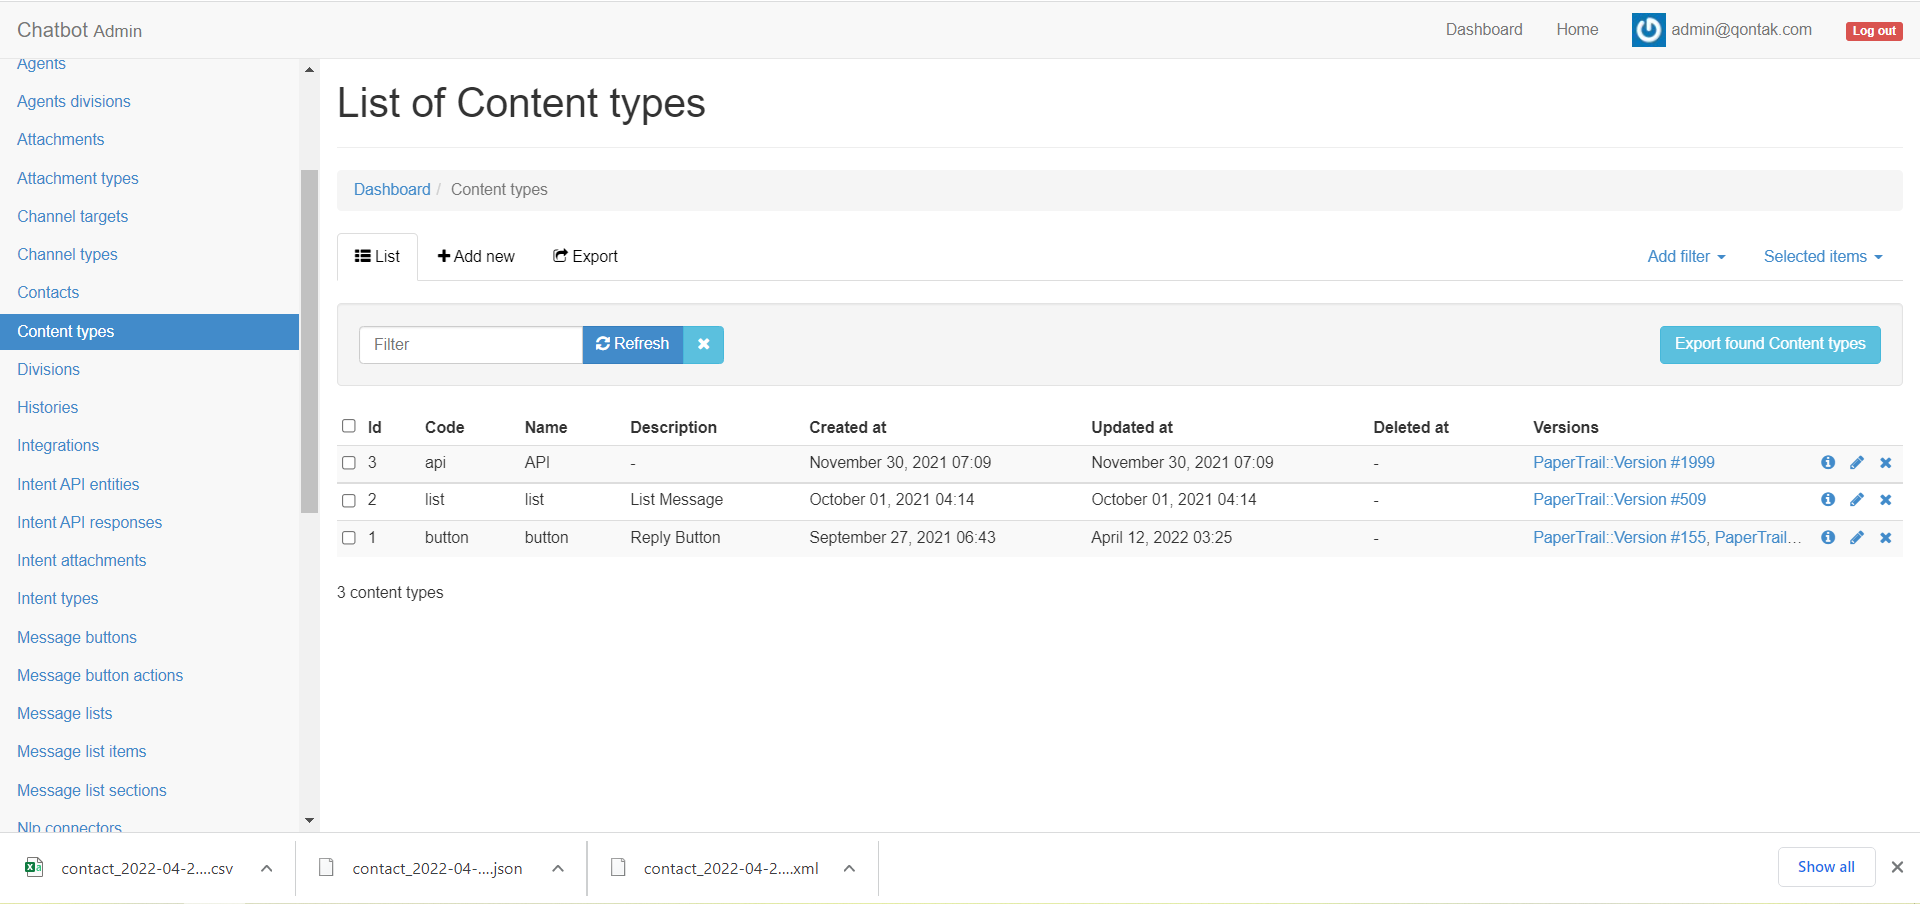 Chatbot Admin
Dashboard
Home
admin@qontak.com
Log out
Agents
Agents divisions
Attachments
Attachment types
Channel targets
Channel types
Contacts
Content types
Divisions
Histories
Integrations
Intent API entities
Intent API responses
Intent attachments
Intent types
Message buttons
Message button actions
Message lists
Message list items
Message list sections
Nlp connectors
List of Content types
Dashboard / Content types
List
Add new
Export
Add filter
Selected items
Filter
Refresh
Export found Content types
Id Code Name Description Created at Updated at Deleted at Versions
3 api API - November 30, 2021 07:09 November 30, 2021 07:09 - PaperTrail::Version #1999
2 list list List Message October 01, 2021 04:14 October 01, 2021 04:14 - PaperTrail::Version #509
1 button button Reply Button September 27, 2021 06:43 April 12, 2022 03:25 - PaperTrail::Version #155, PaperTrail...
3 content types
contact_2022-04-2....csv
contact_2022-04-....json
contact_2022-04-2....xml
Show all